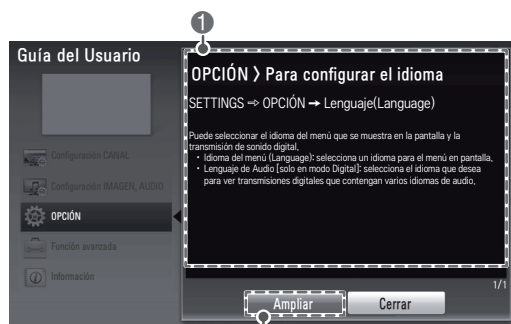 1
Guía del Usuario
Configuración CANAL
Configuración IMAGEN, AUDIO
OPCIÓN
Función avanzada
Información
OPCIÓN > Para configurar el idioma
SETTINGS ⇨ OPCIÓN ➙ Lenguaje(Language)
Puede seleccionar el idioma del menú que se muestra en la pantalla y la
transmisión de sonido digital.
• Idioma del menú (Language): selecciona un idioma para el menú en pantalla.
• Lenguaje de Audio [solo en modo Digital]: selecciona el idioma que desea
para ver transmisiones digitales que contengan varios idiomas de audio.
1/1
Ampliar
Cerrar